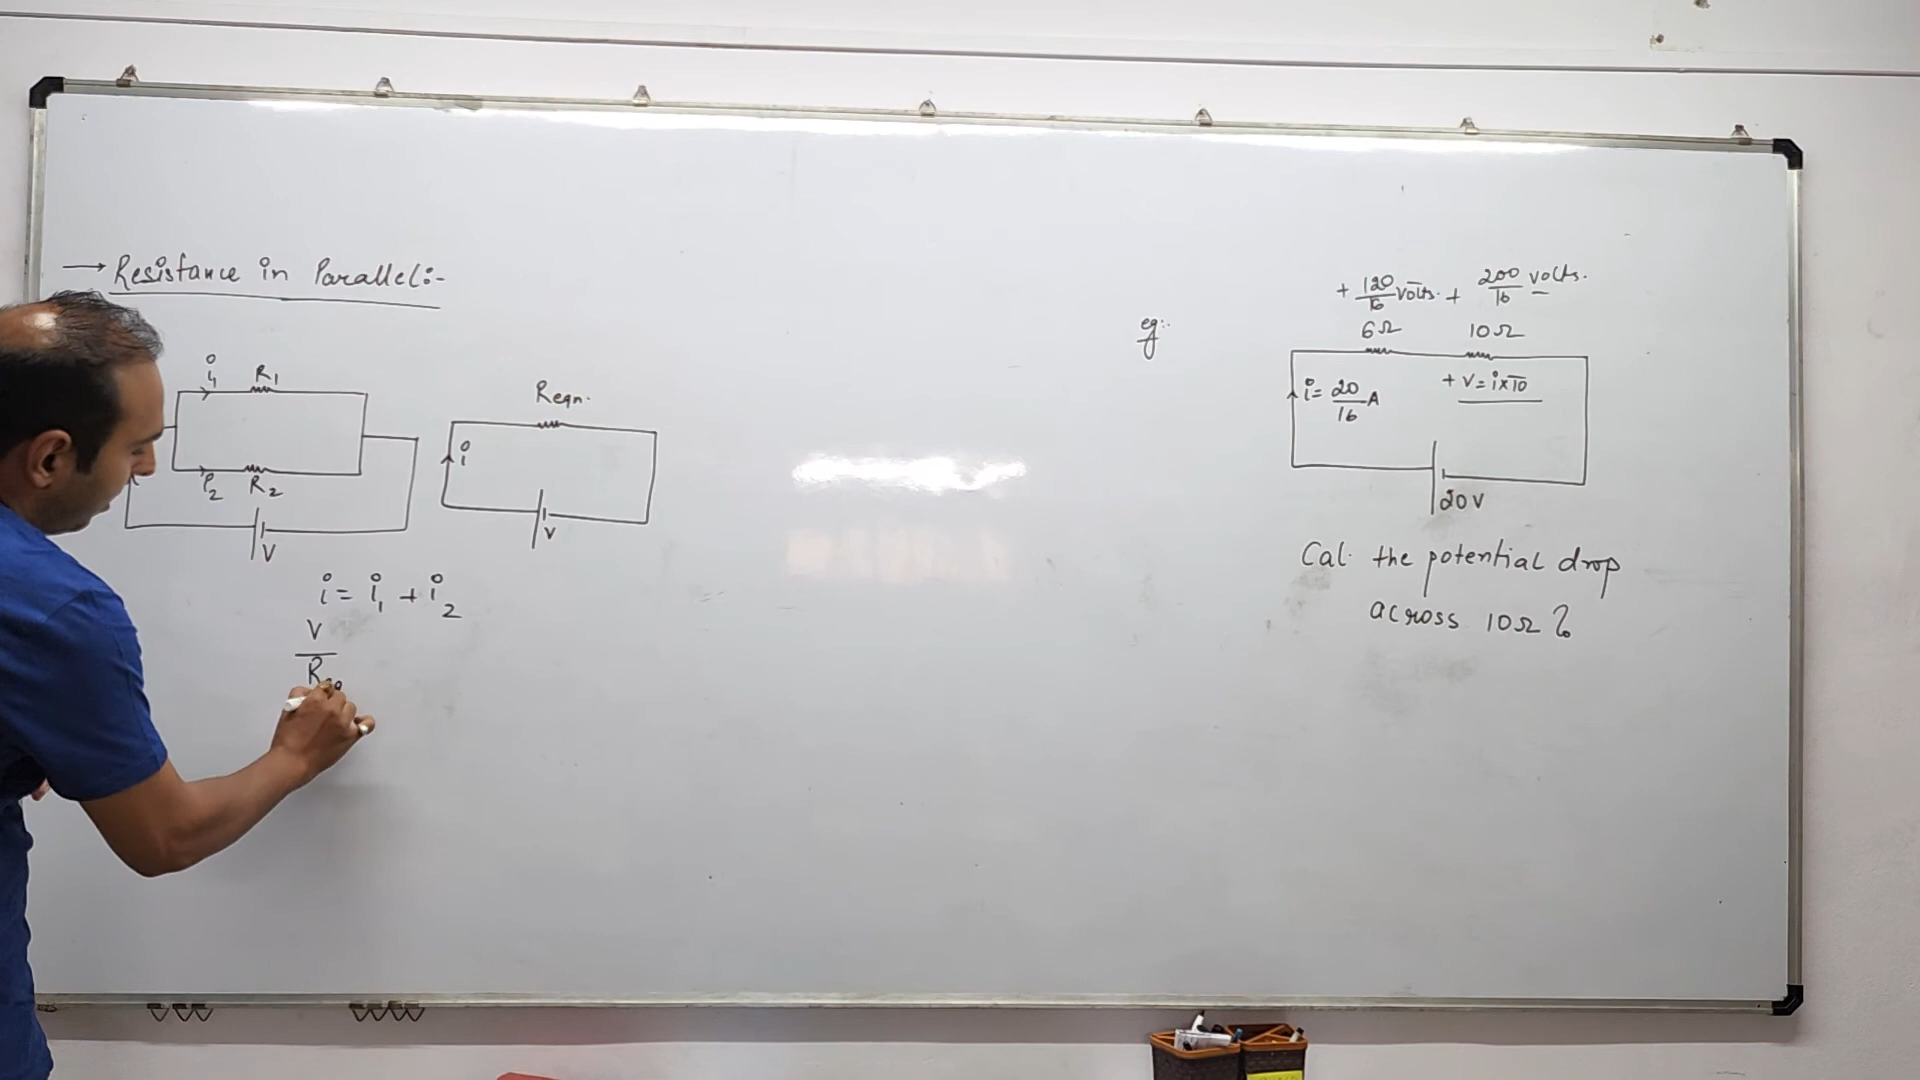 → Resistance in Parallel:-
i₁ R₁
i₂ R₂
V
Reqn.
i
V
i = i₁ + i₂
V
R
eg:-
+ 120/16 volts. - + 200/16 volts. -
6Ω 10Ω
i = 20/16 A
+ V = i×10 -
20V
Cal. the potential drop
across 10Ω ?